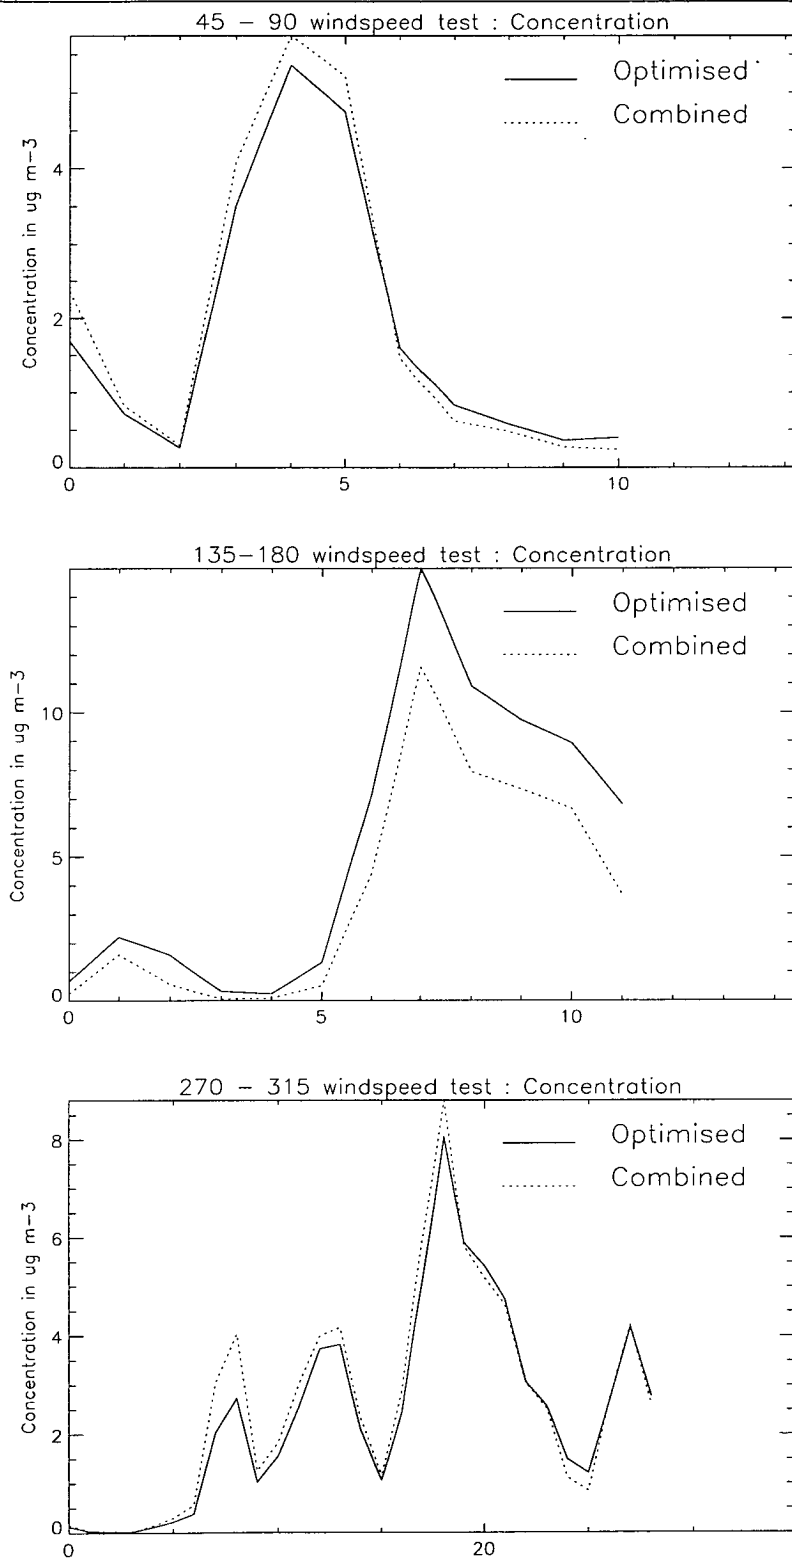 45 - 90 windspeed test : Concentration
Optimised
Combined
Concentration in ug m-3
4
2
0
0 5 10
135-180 windspeed test : Concentration
Optimised
Combined
Concentration in ug m-3
10
5
0
0 5 10
270 - 315 windspeed test : Concentration
Optimised
Combined
Concentration in ug m-3
8
6
4
2
0
0 20